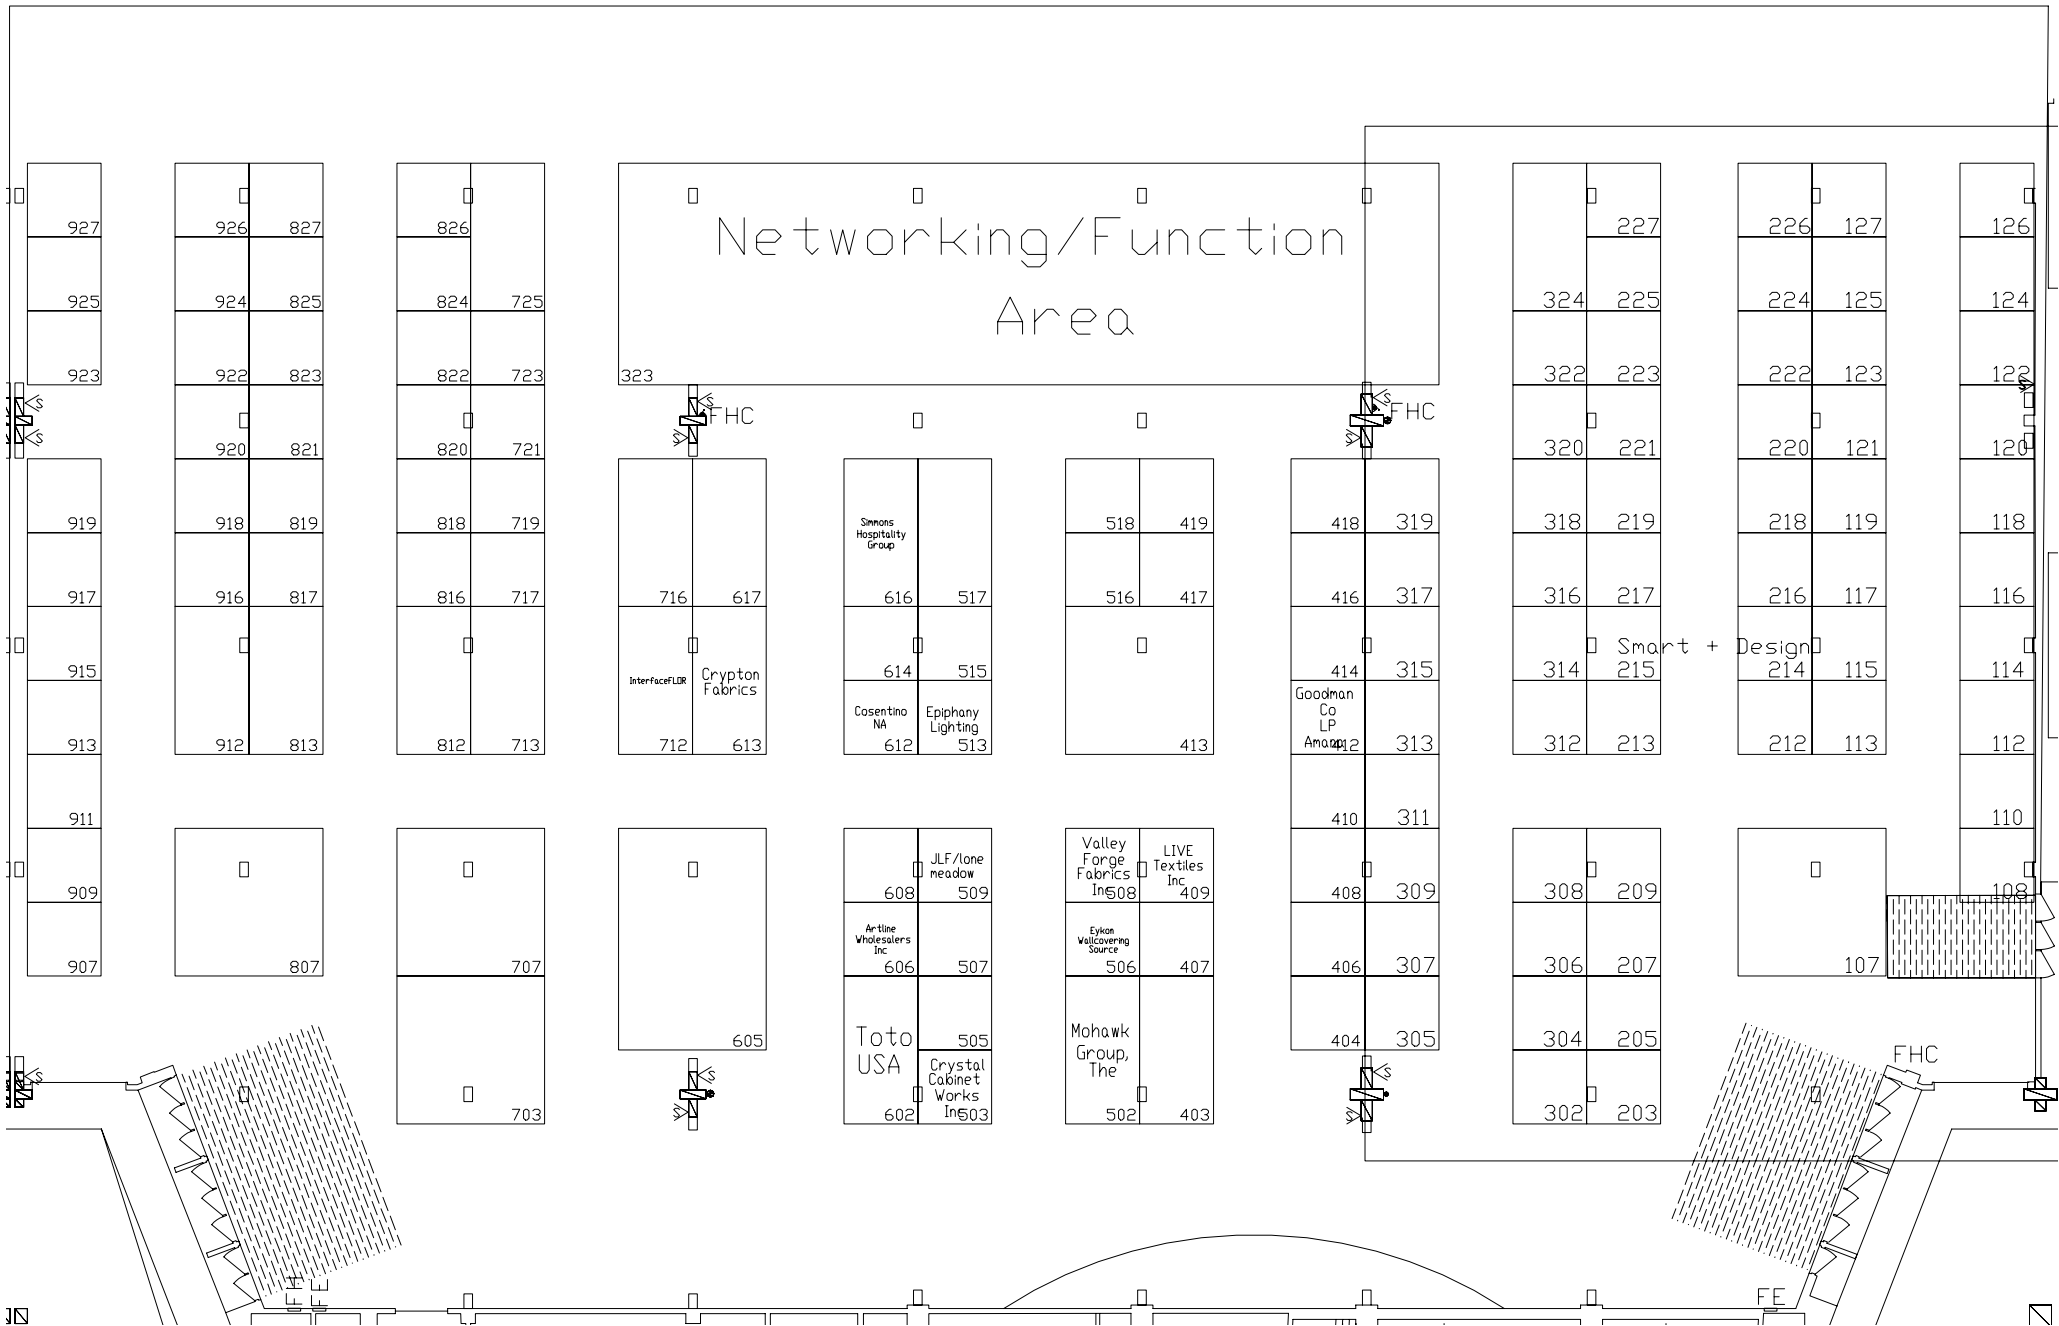 Networking/Function
Area
927
926
827
826
227
226
127
126
925
924
825
824
725
324
225
224
125
124
923
922
823
822
723
323
322
223
222
123
122
S
S
S
FHC
FHC
S
S
S
920
821
820
721
320
221
220
121
120
919
918
819
818
719
518
419
418
319
318
219
218
119
118
Simmons
Hospitality
Group
917
916
817
816
717
716
617
616
517
516
417
416
317
316
217
216
117
116
Smart + Design
915
614
515
414
315
314
215
214
115
114
InterfaceFLOR
Crypton
Fabrics
Cosentino
NA
Epiphany
Lighting
Goodman
Co
LP
913
912
813
812
713
712
613
612
513
413
412
313
312
213
212
113
112
911
410
311
110
Valley
Forge
Fabrics
Inc
LIVE
Textiles
Inc
JLF/lone
meadow
909
608
509
508
409
408
309
308
209
108
Artline
Wholesalers
Inc
Eykon
Wallcovering
Source
907
807
707
606
507
506
407
406
307
306
207
107
Toto
USA
Mohawk
Group,
The
605
505
404
305
304
205
FHC
Crystal
Cabinet
Works
Inc
S
S
S
S
S
703
602
503
502
403
302
203
FE